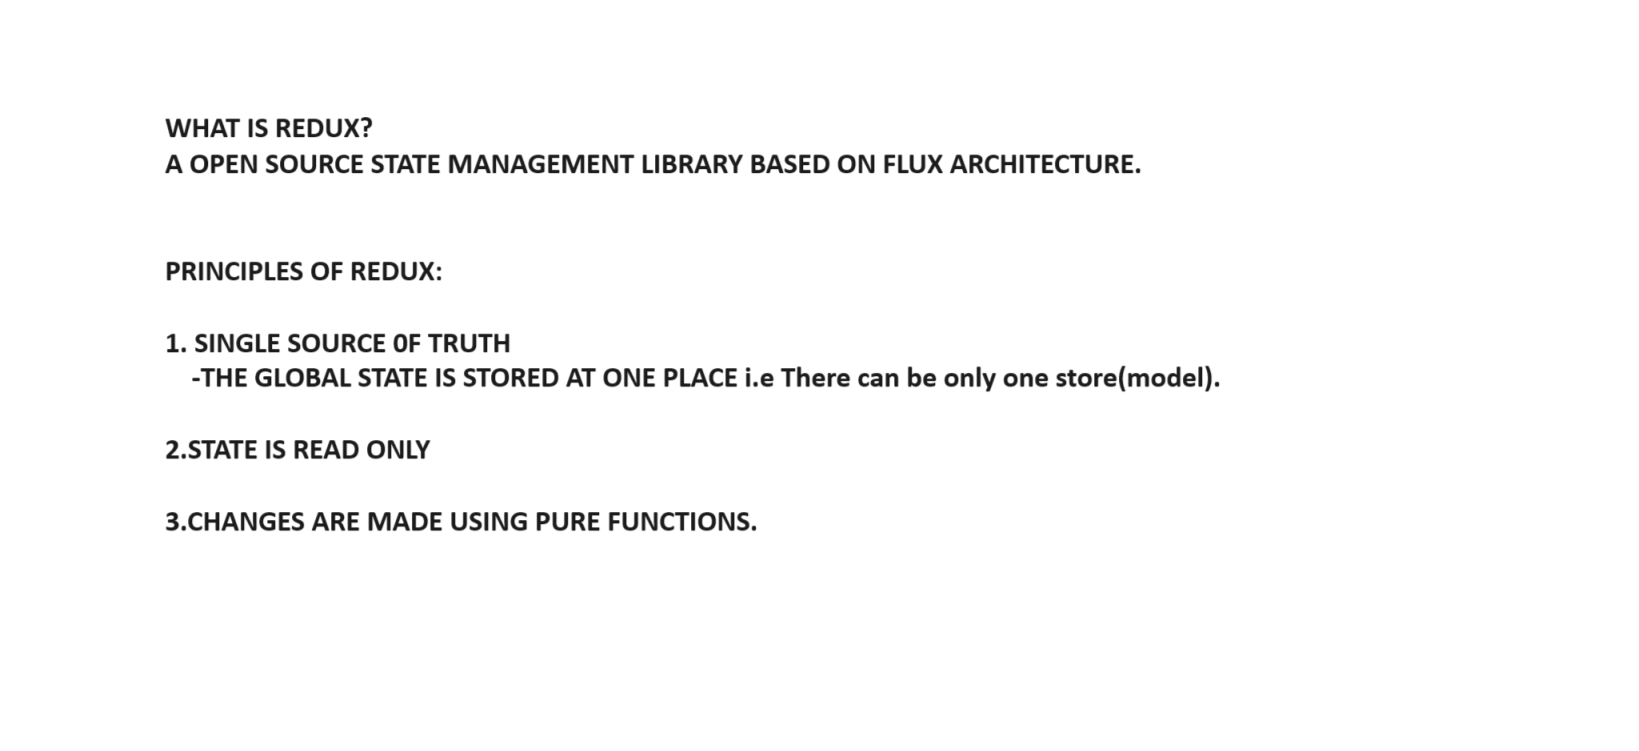 WHAT IS REDUX?
A OPEN SOURCE STATE MANAGEMENT LIBRARY BASED ON FLUX ARCHITECTURE.
PRINCIPLES OF REDUX:
1. SINGLE SOURCE 0F TRUTH
-THE GLOBAL STATE IS STORED AT ONE PLACE i.e There can be only one store(model).
2.STATE IS READ ONLY
3.CHANGES ARE MADE USING PURE FUNCTIONS.